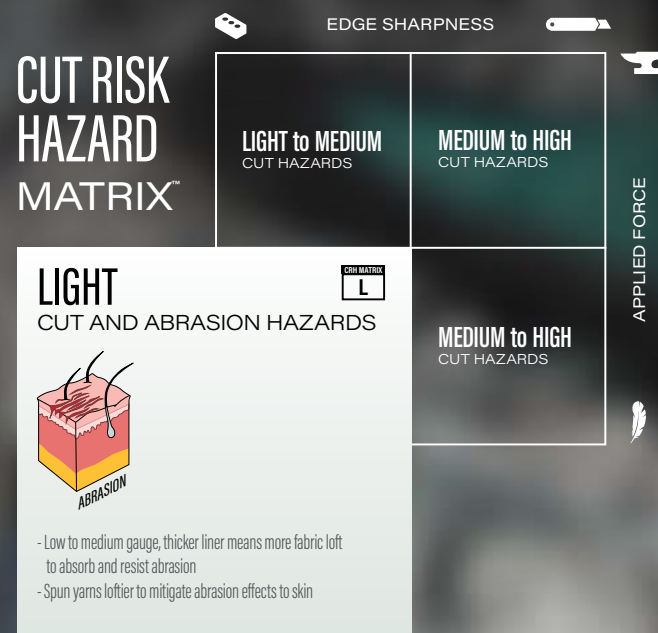 EDGE SHARPNESS
CUT RISK
HAZARD
MATRIX™
LIGHT to MEDIUM
CUT HAZARDS
MEDIUM to HIGH
CUT HAZARDS
APPLIED FORCE
LIGHT
CUT AND ABRASION HAZARDS
CRH MATRIX
L
MEDIUM to HIGH
CUT HAZARDS
ABRASION
- Low to medium gauge, thicker liner means more fabric loft
to absorb and resist abrasion
- Spun yarns loftier to mitigate abrasion effects to skin